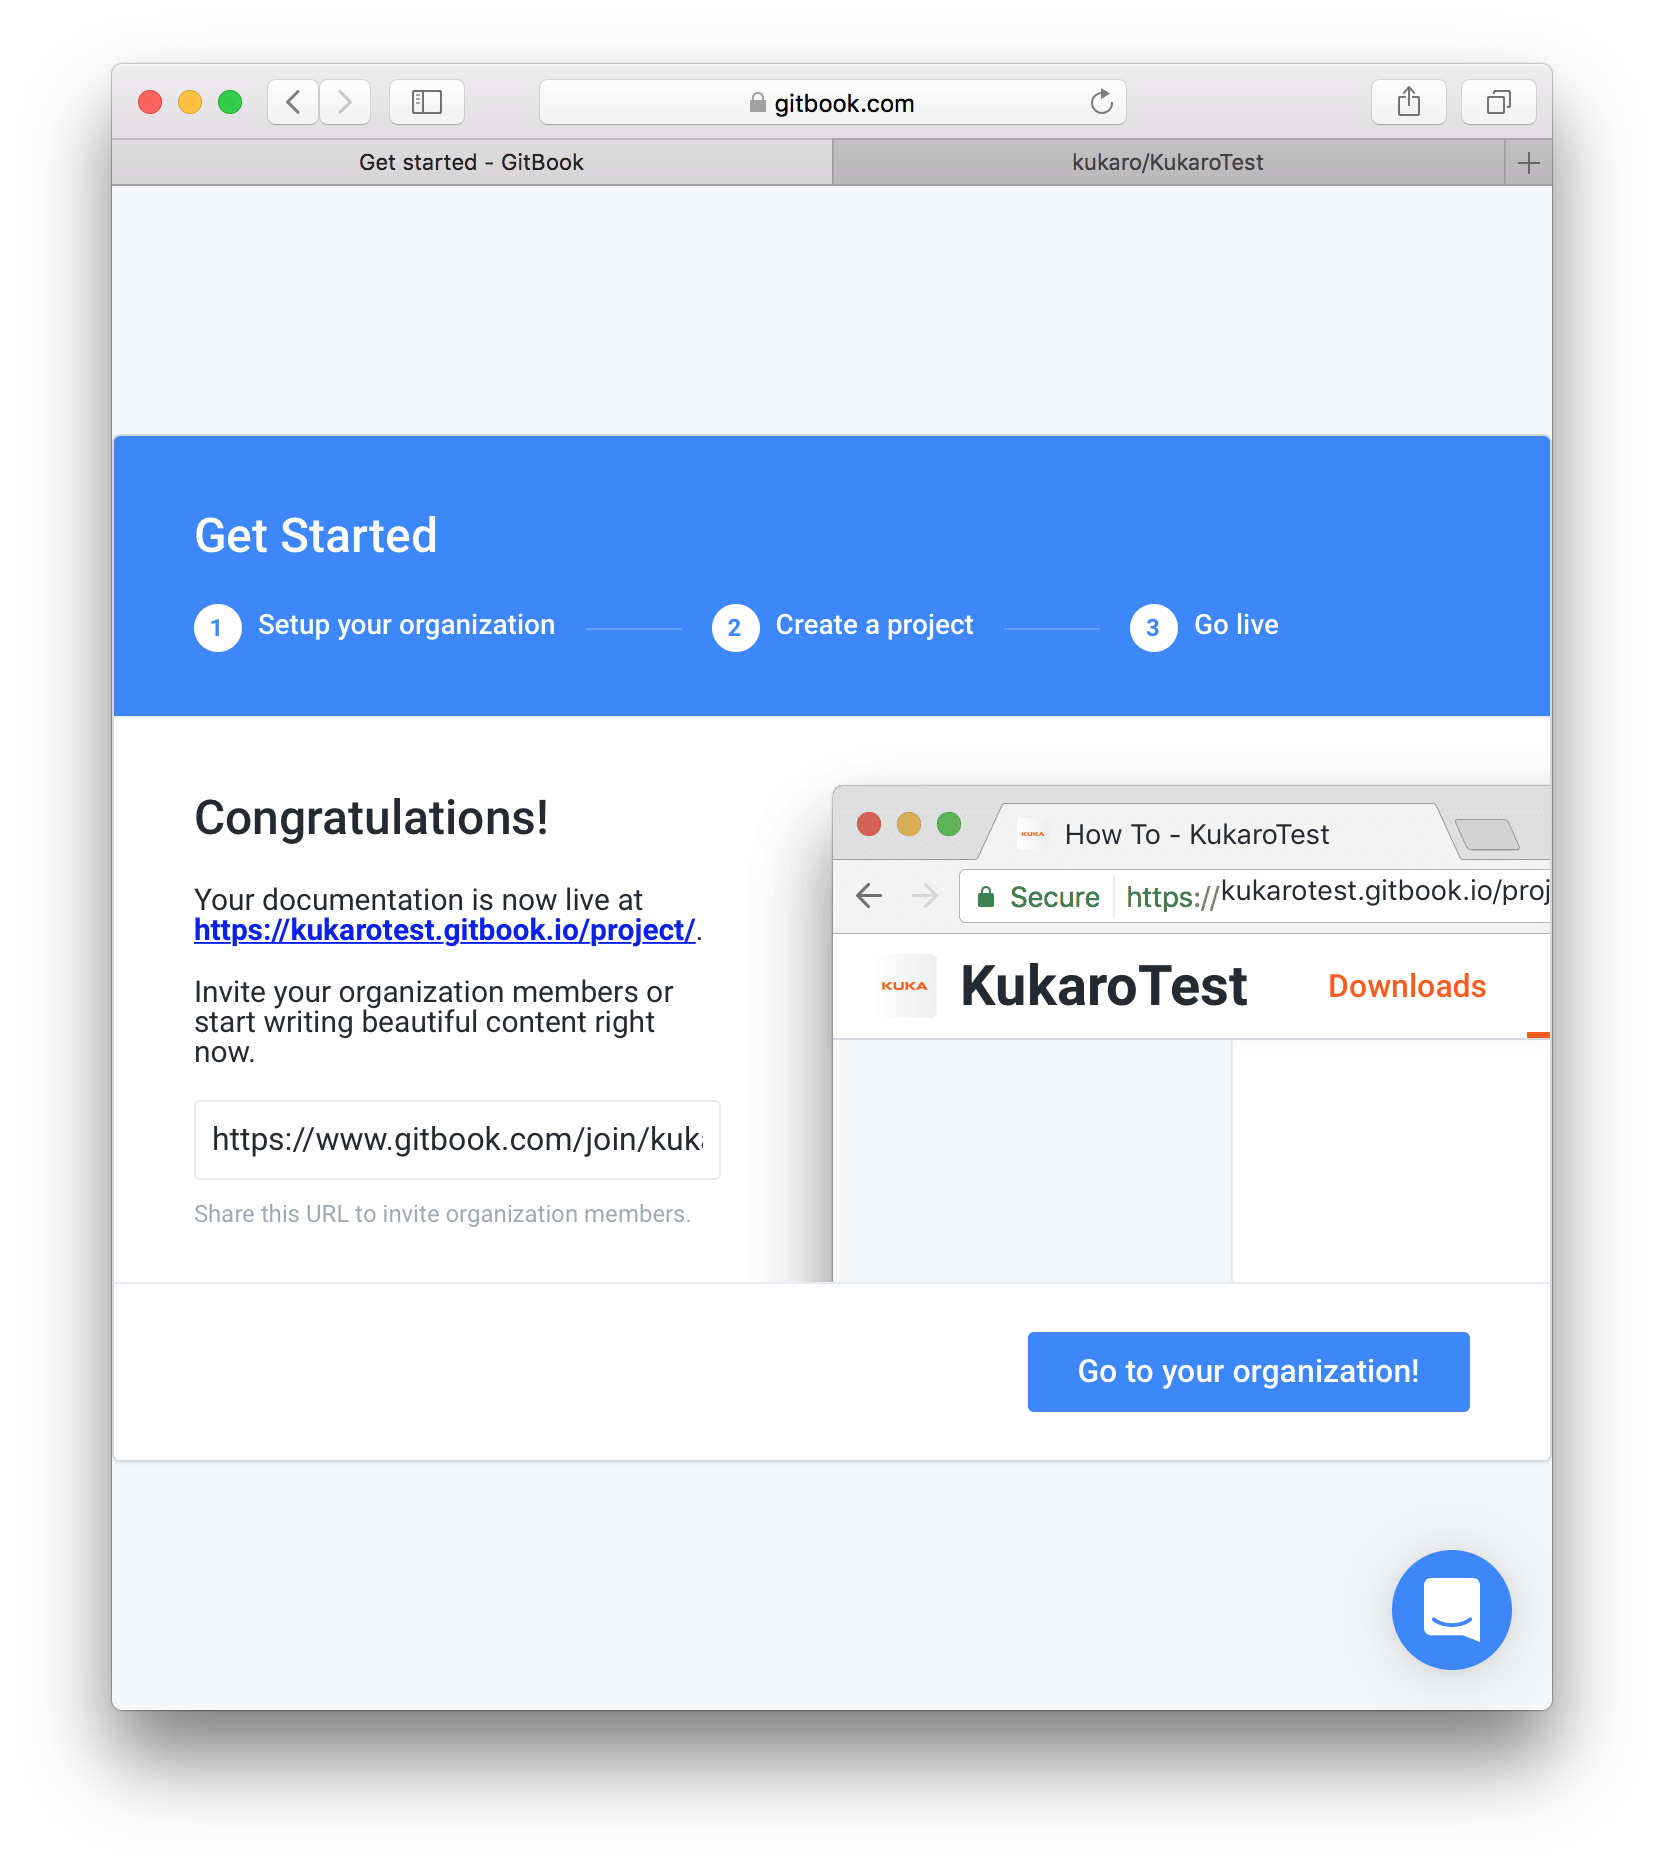 gitbook.com
Get started - GitBook
kukaro/KukaroTest
Get Started
1 Setup your organization
2 Create a project
3 Go live
Congratulations!
Your documentation is now live at
https://kukarotest.gitbook.io/project/.
Invite your organization members or
start writing beautiful content right
now.
https://www.gitbook.com/join/kuka
Share this URL to invite organization members.
KUKA How To - KukaroTest
Secure https://kukarotest.gitbook.io/proj
KUKA KukaroTest Downloads
Go to your organization!